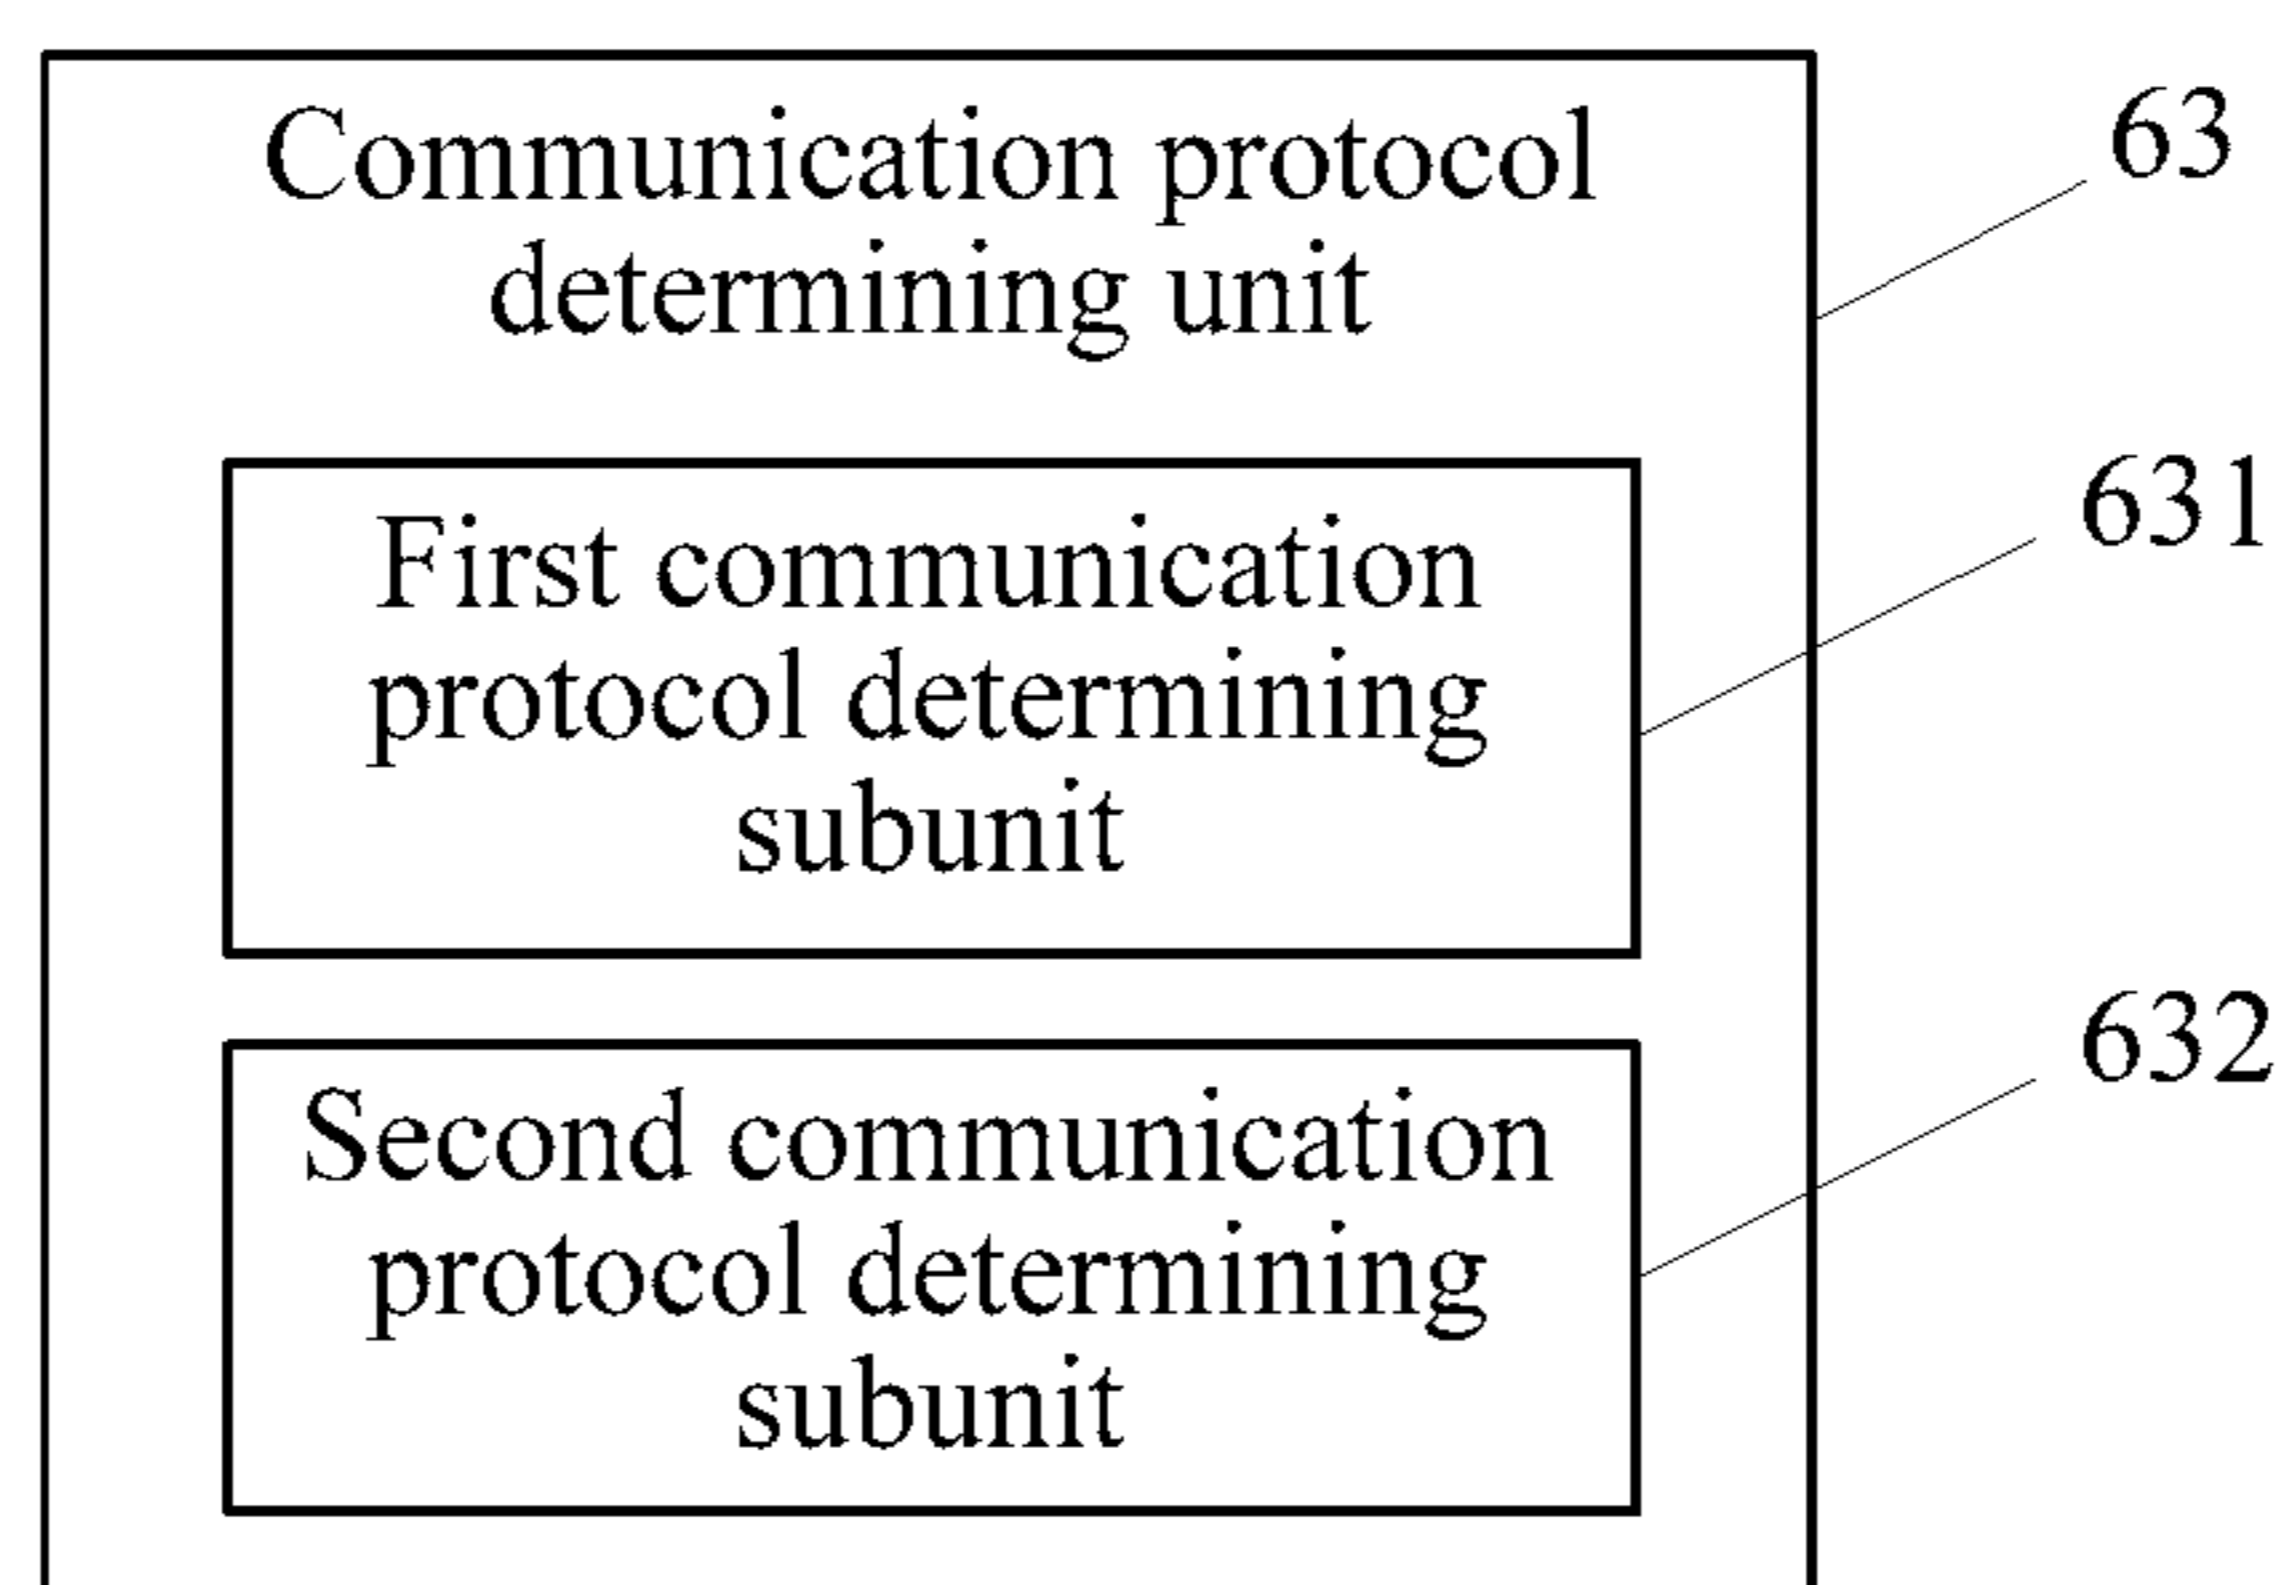 Communication protocol
determining unit
63
First communication
protocol determining
subunit
631
Second communication
protocol determining
subunit
632